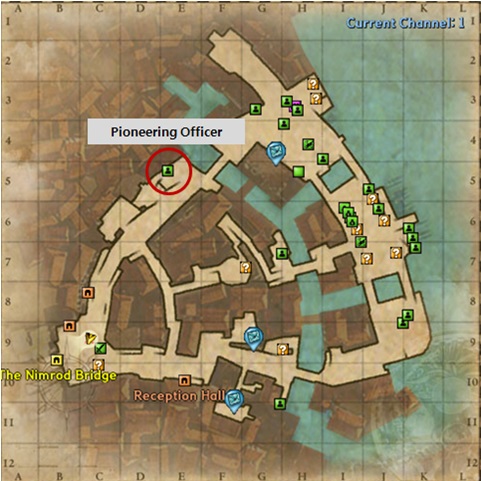 A B C D E F G H I J K L
Current Channel: 1
2
3
Pioneering Officer
4
5
6
7
8
9
The Nimrod Bridge
10
Reception Hall
11
12